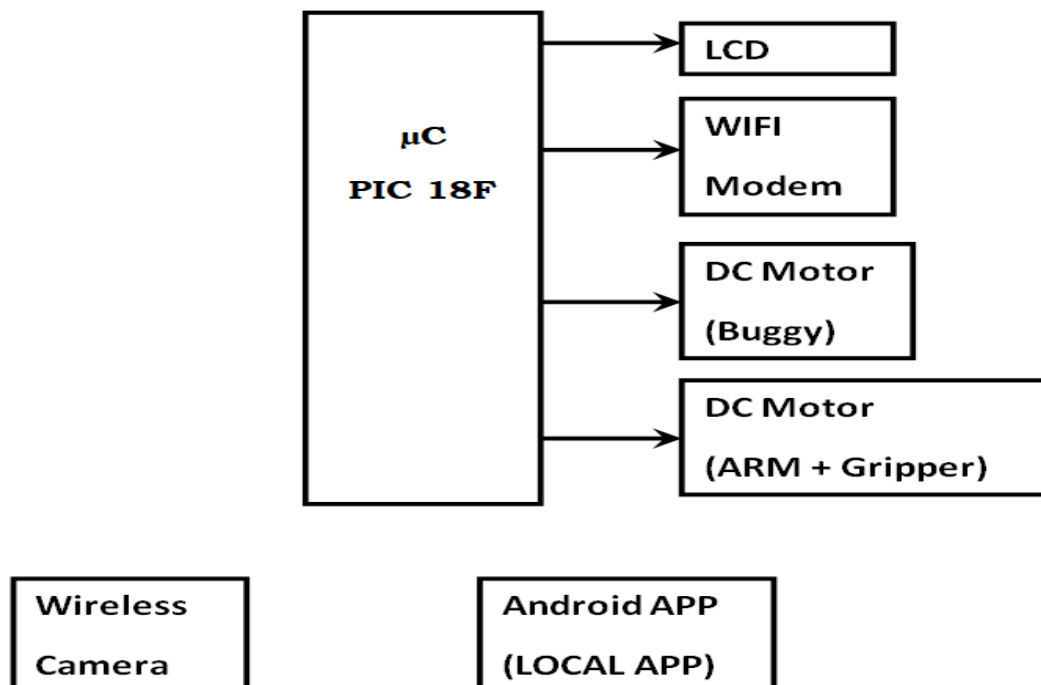 μC
PIC 18F
LCD
WIFI
Modem
DC Motor
(Buggy)
DC Motor
(ARM + Gripper)
Wireless
Camera
Android APP
(LOCAL APP)